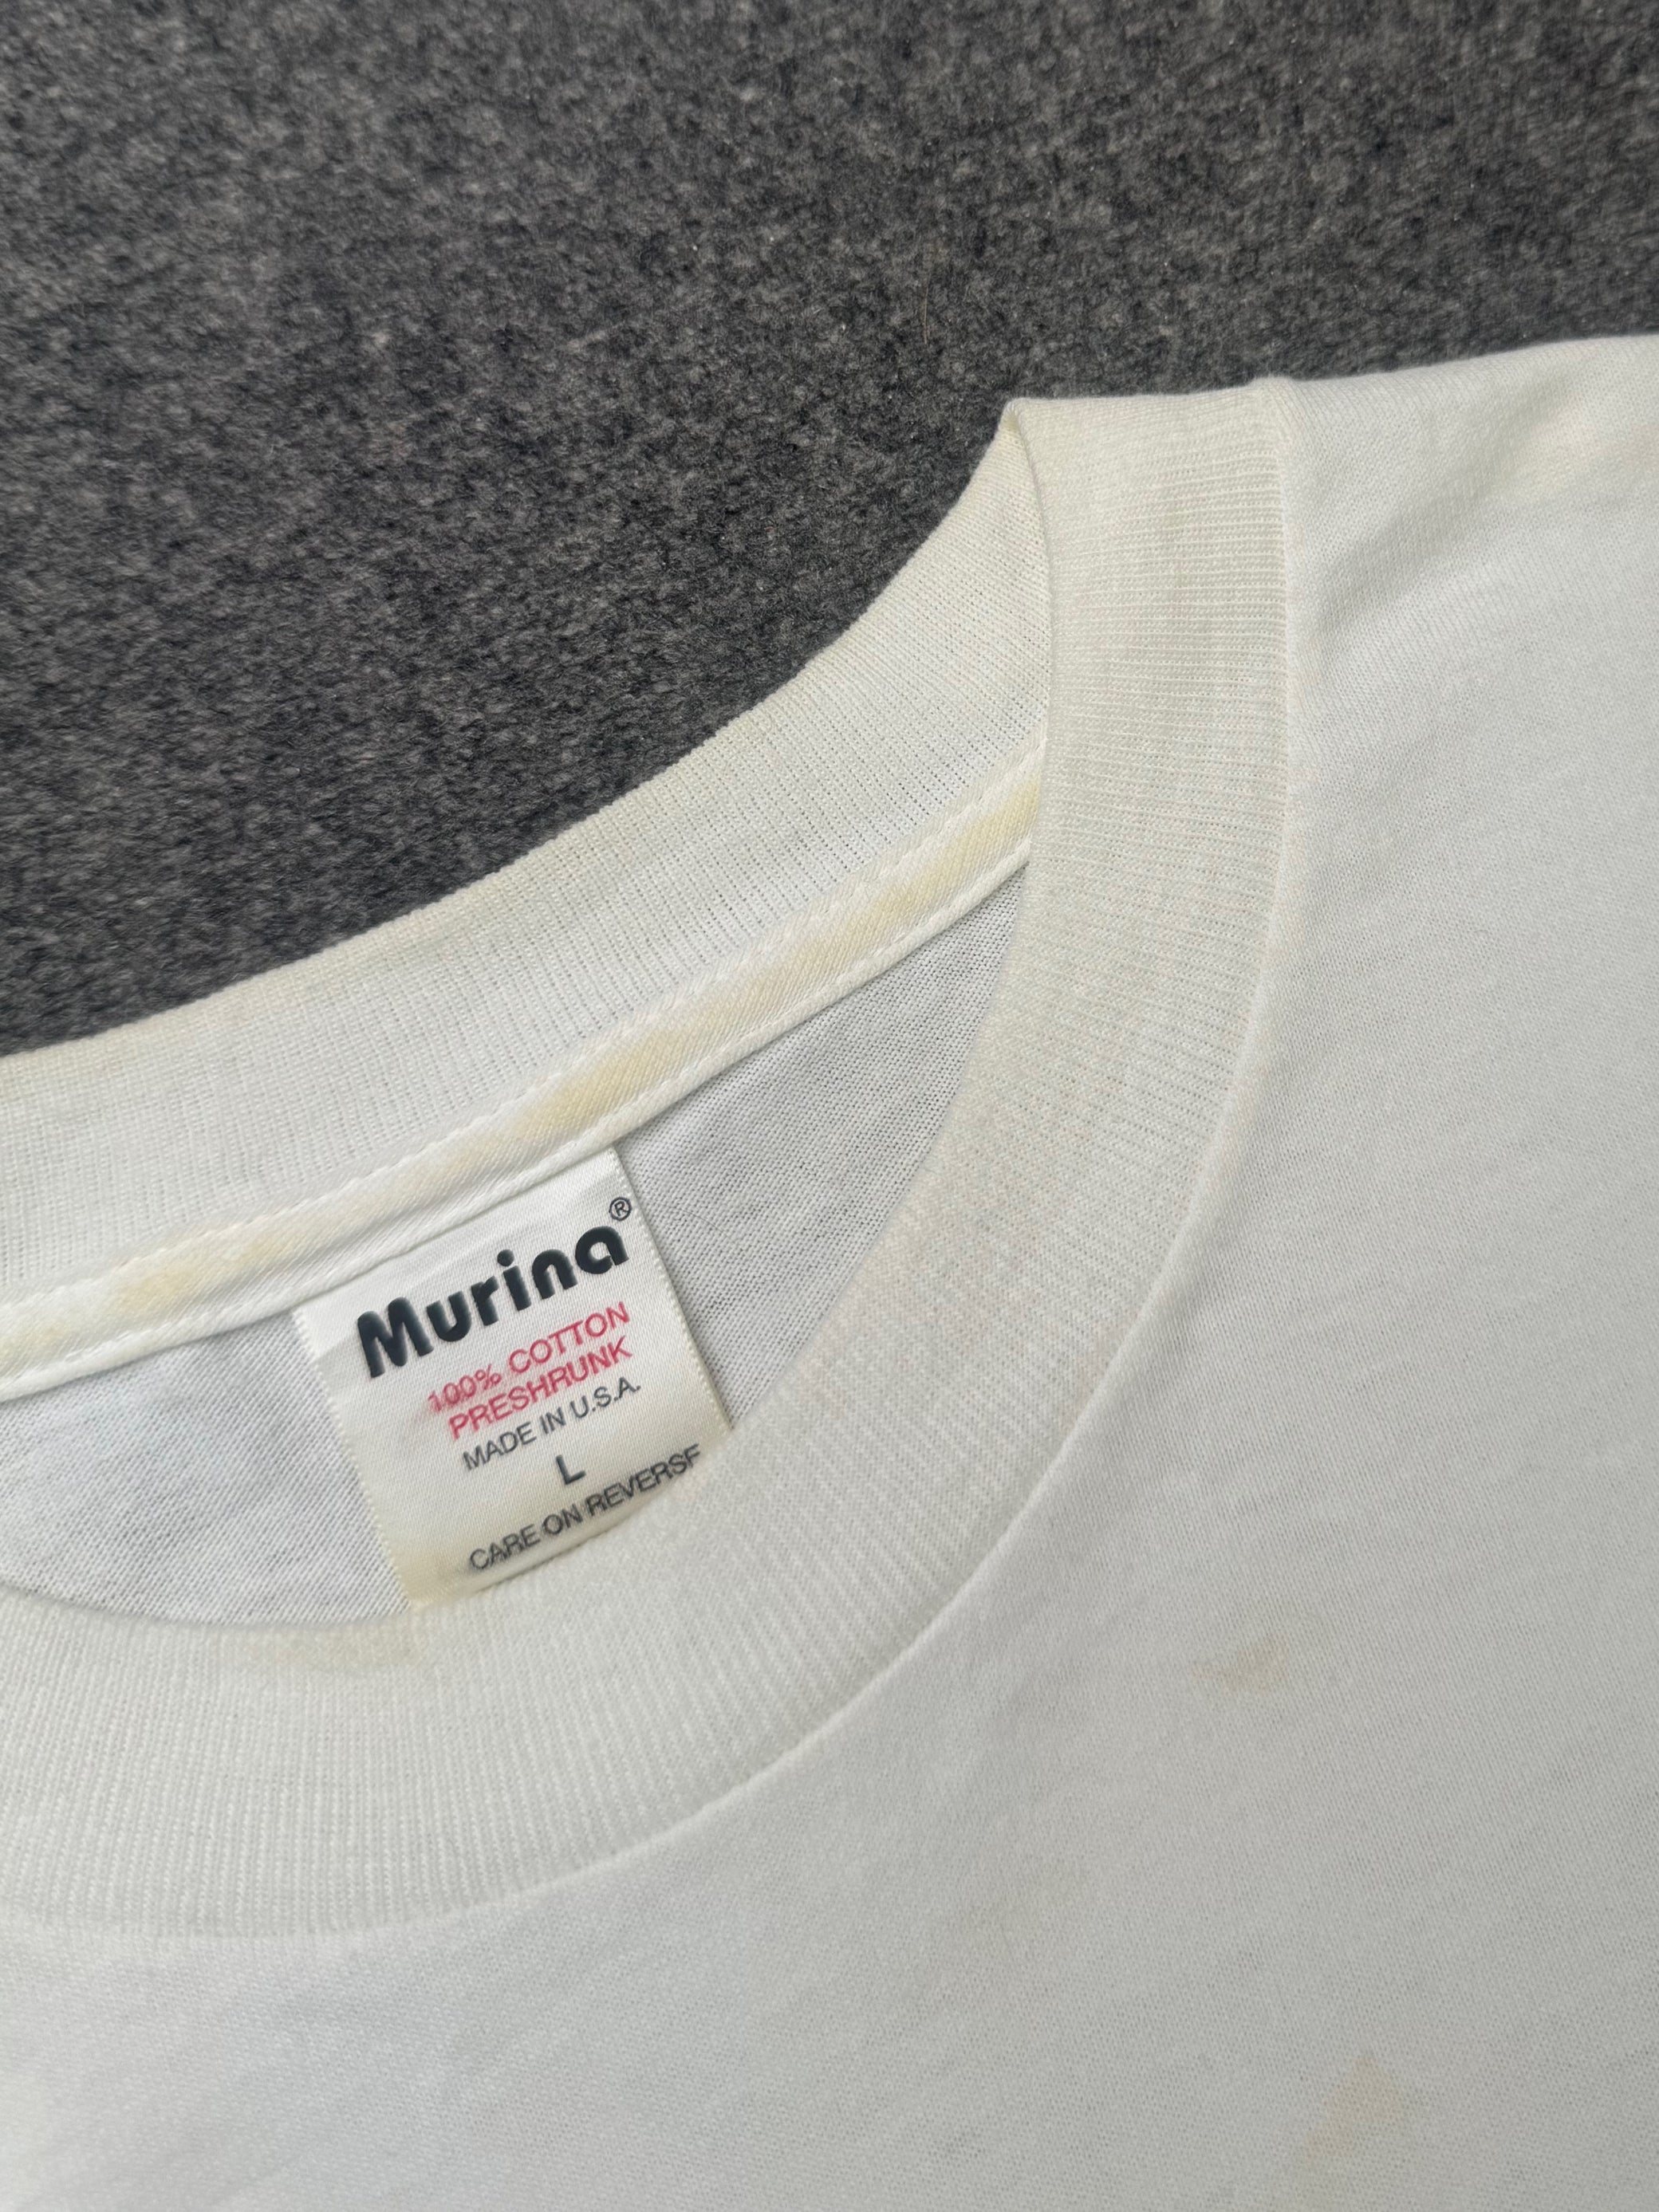 Murina®
100% COTTON
PRESHRUNK
MADE IN U.S.A.
L
CARE ON REVERSE